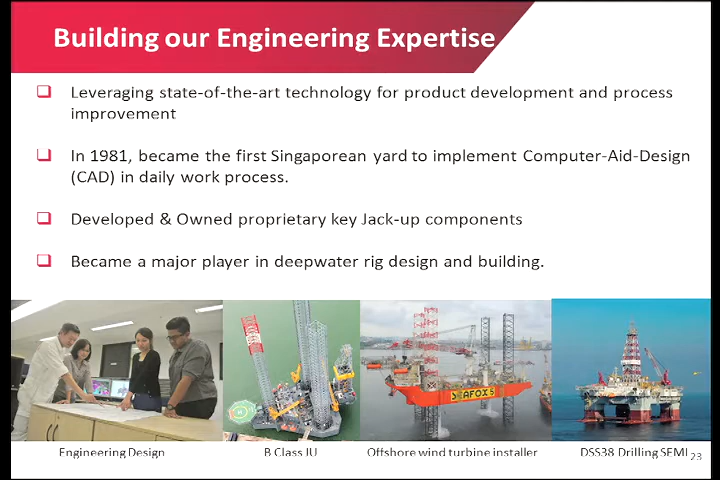 Building our Engineering Expertise
Leveraging state-of-the-art technology for product development and process
improvement
In 1981, became the first Singaporean yard to implement Computer-Aid-Design
(CAD) in daily work process.
Developed & Owned proprietary key Jack-up components
Became a major player in deepwater rig design and building.
SEAFOX 5
Engineering Design
B Class JU
Offshore wind turbine installer
DSS38 Drilling SEMI
23